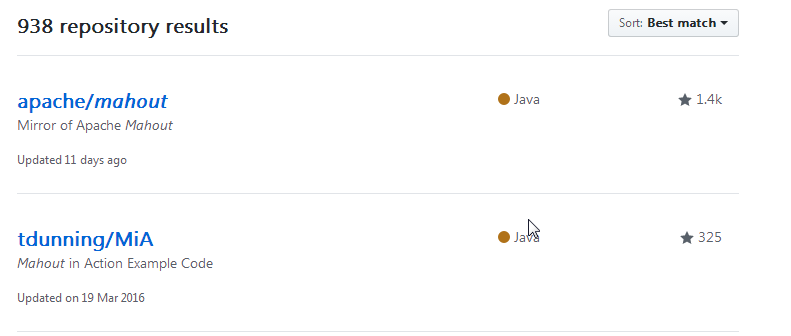 938 repository results
Sort: Best match
apache/mahout
Java
1.4k
Mirror of Apache Mahout
Updated 11 days ago
tdunning/MiA
Java
325
Mahout in Action Example Code
Updated on 19 Mar 2016